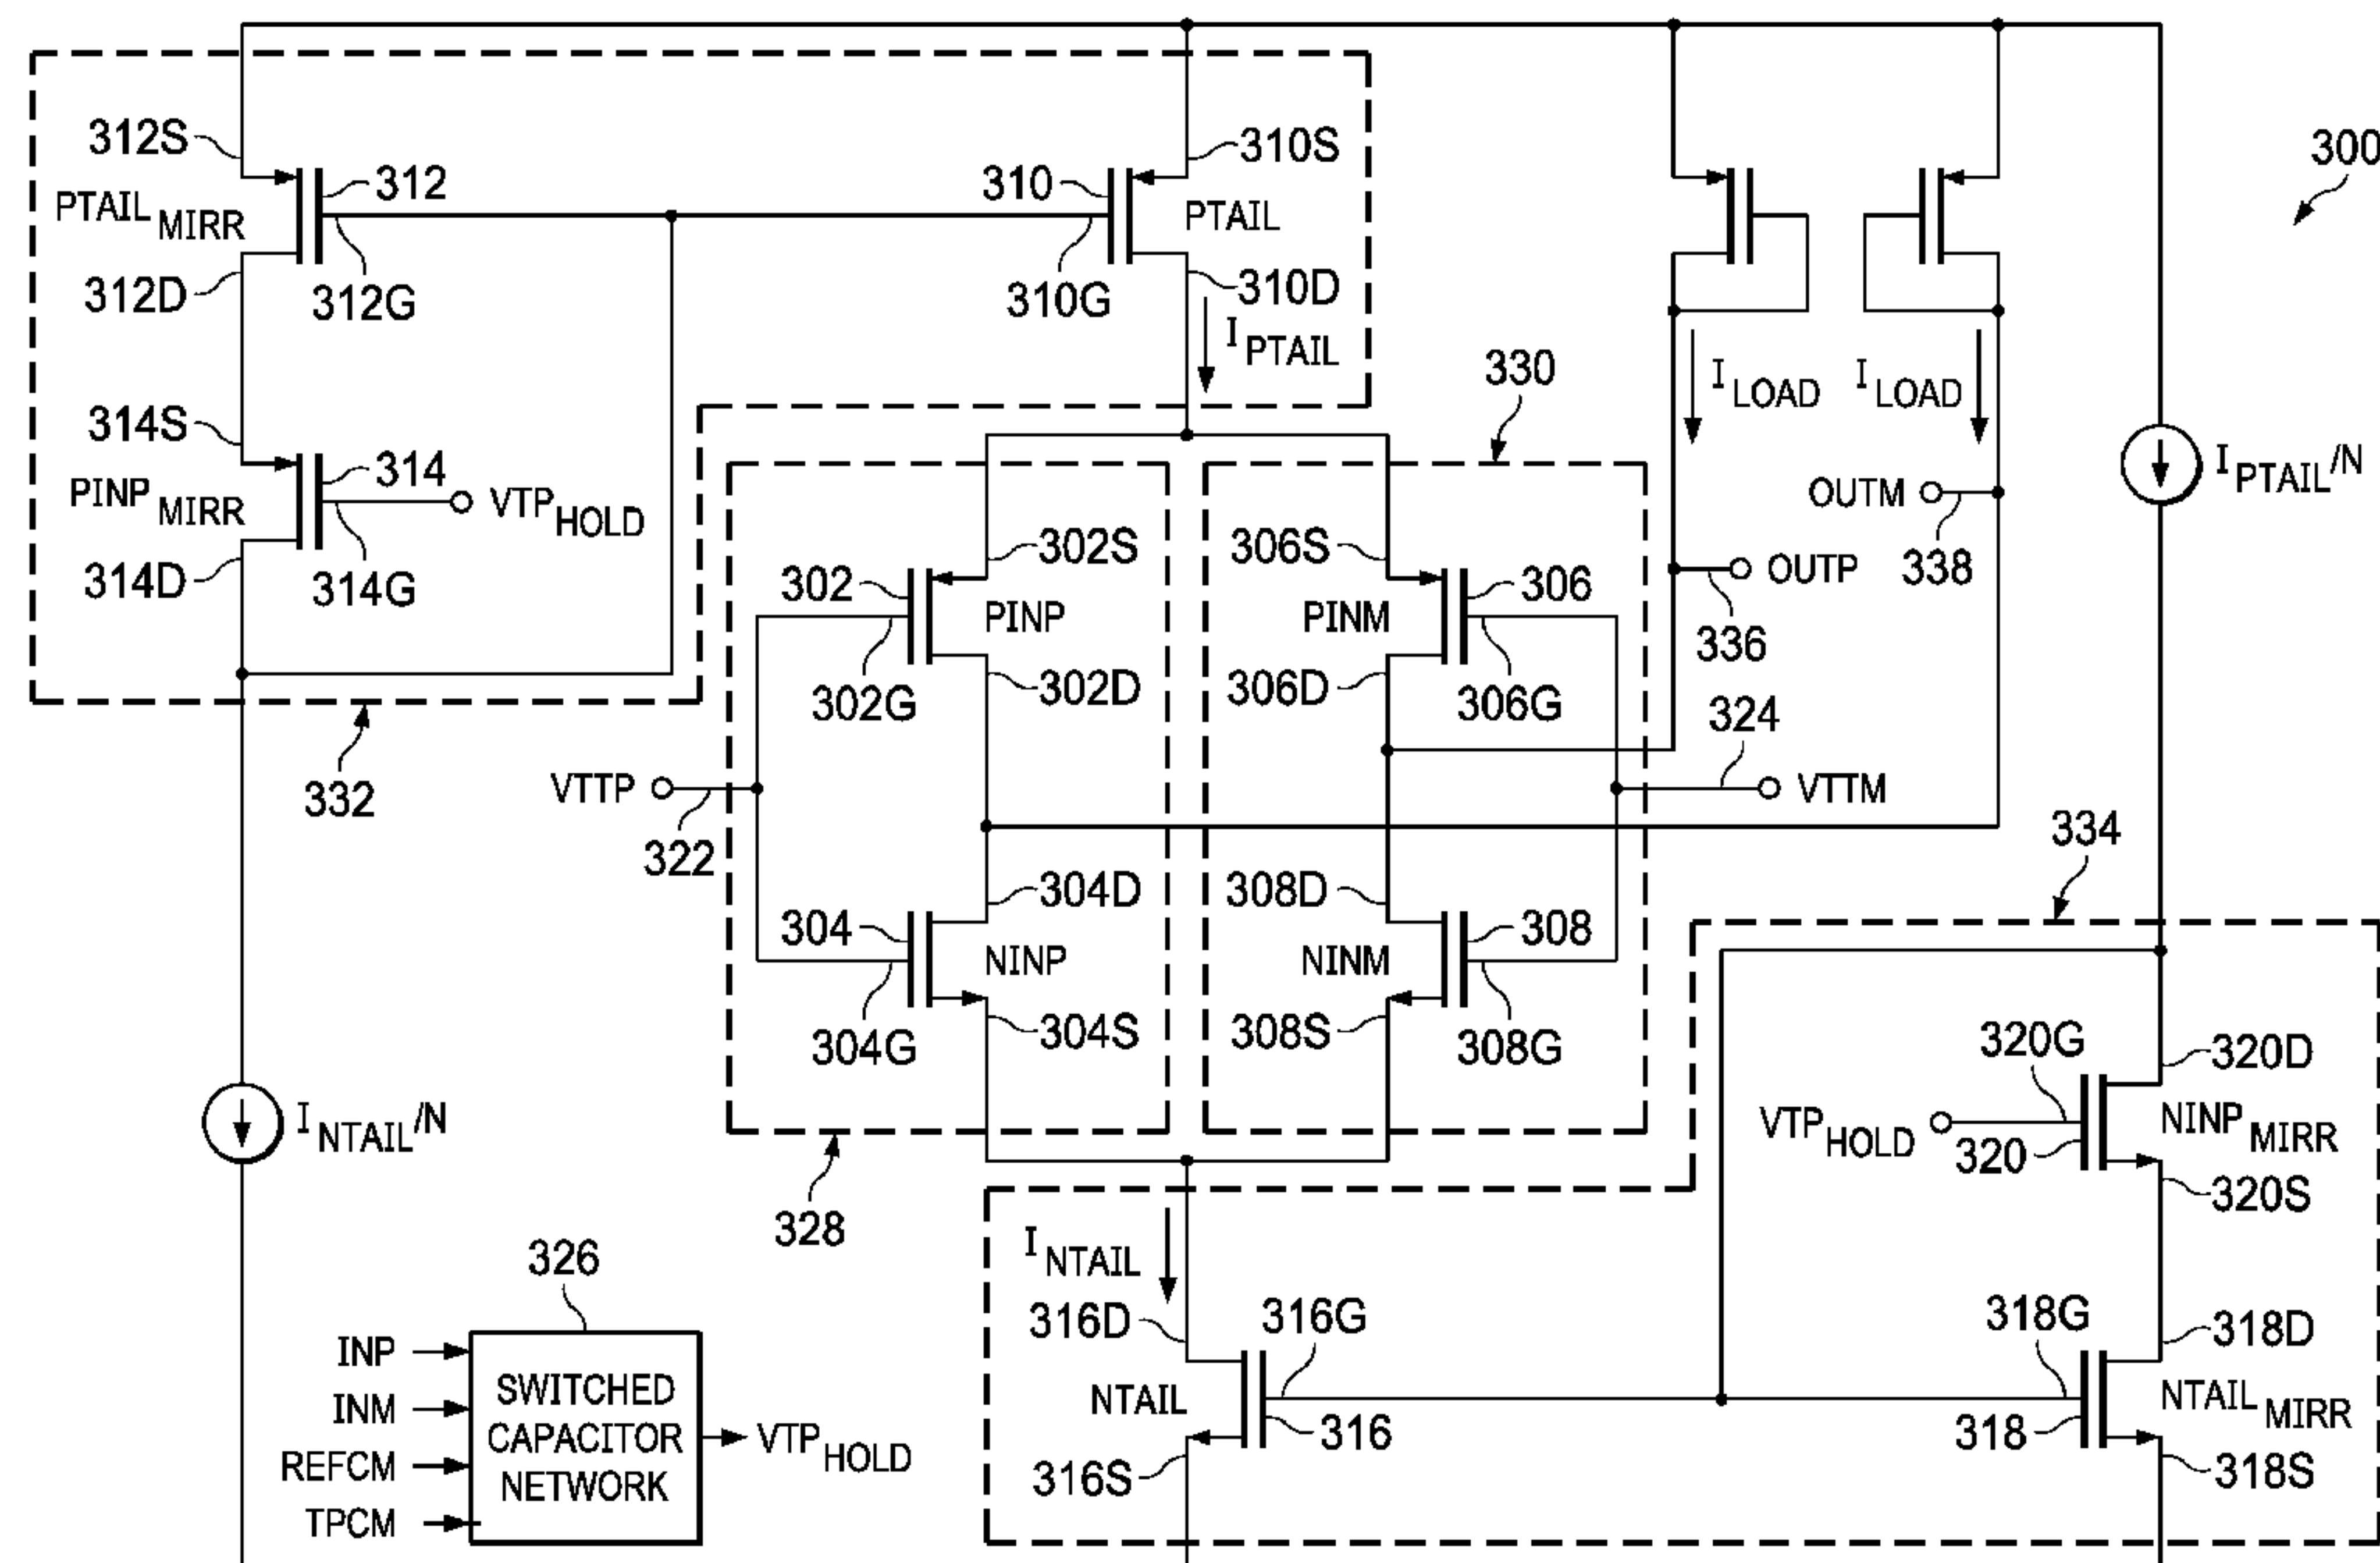 300
312S
312
PTAIL MIRR
312D
312G
310S
310
PTAIL
310G
310D
I PTAIL
314S
314
PINP MIRR
VTP HOLD
314D
314G
332
330
I LOAD
I LOAD
OUTM
338
OUTP
336
I PTAIL/N
302S
302
PINP
302G
302D
306S
306
PINM
306D
306G
324
VTTP
322
VTTM
334
304D
304
NINP
304G
304S
308D
308
NINM
308S
308G
328
I NTAIL/N
320G
320D
VTP HOLD
320
NINP MIRR
320S
I NTAIL
316D
316G
NTAIL
316
316S
318G
318D
318
NTAIL MIRR
318S
326
INP
INM
REFCM
TPCM
SWITCHED
CAPACITOR
NETWORK
VTP HOLD